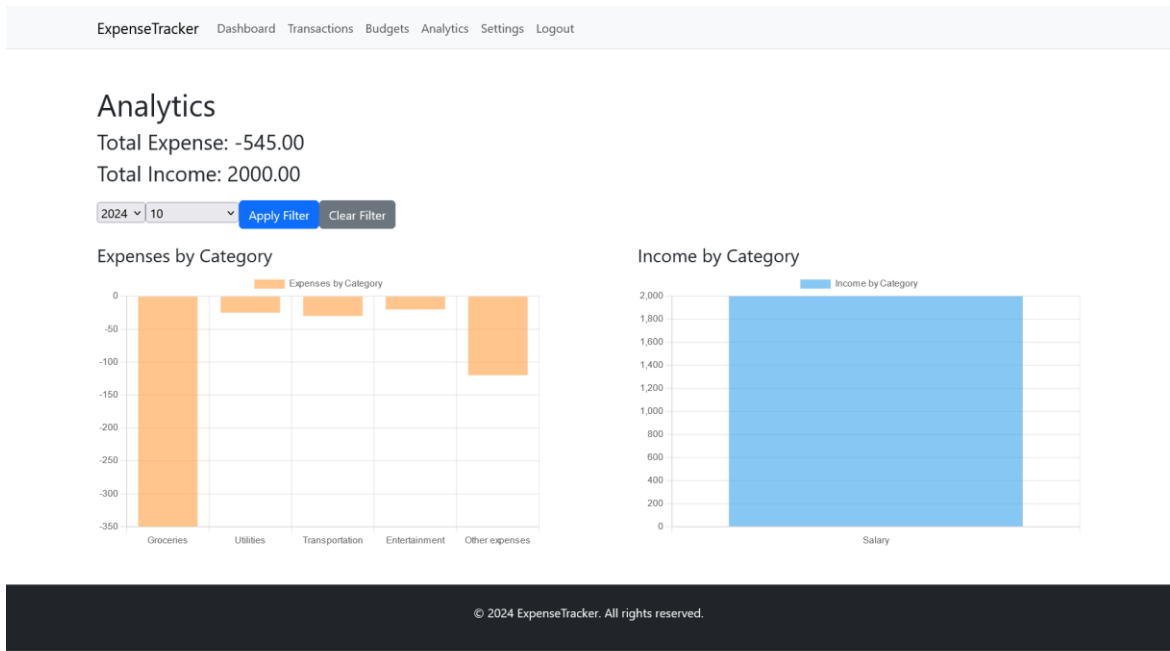 ExpenseTracker Dashboard Transactions Budgets Analytics Settings Logout
Analytics
Total Expense: -545.00
Total Income: 2000.00
2024 10 Apply Filter Clear Filter
Expenses by Category
Expenses by Category
0
-50
-100
-150
-200
-250
-300
-350
Groceries Utilities Transportation Entertainment Other expenses
Income by Category
Income by Category
2,000
1,800
1,600
1,400
1,200
1,000
800
600
400
200
0
Salary
© 2024 ExpenseTracker. All rights reserved.